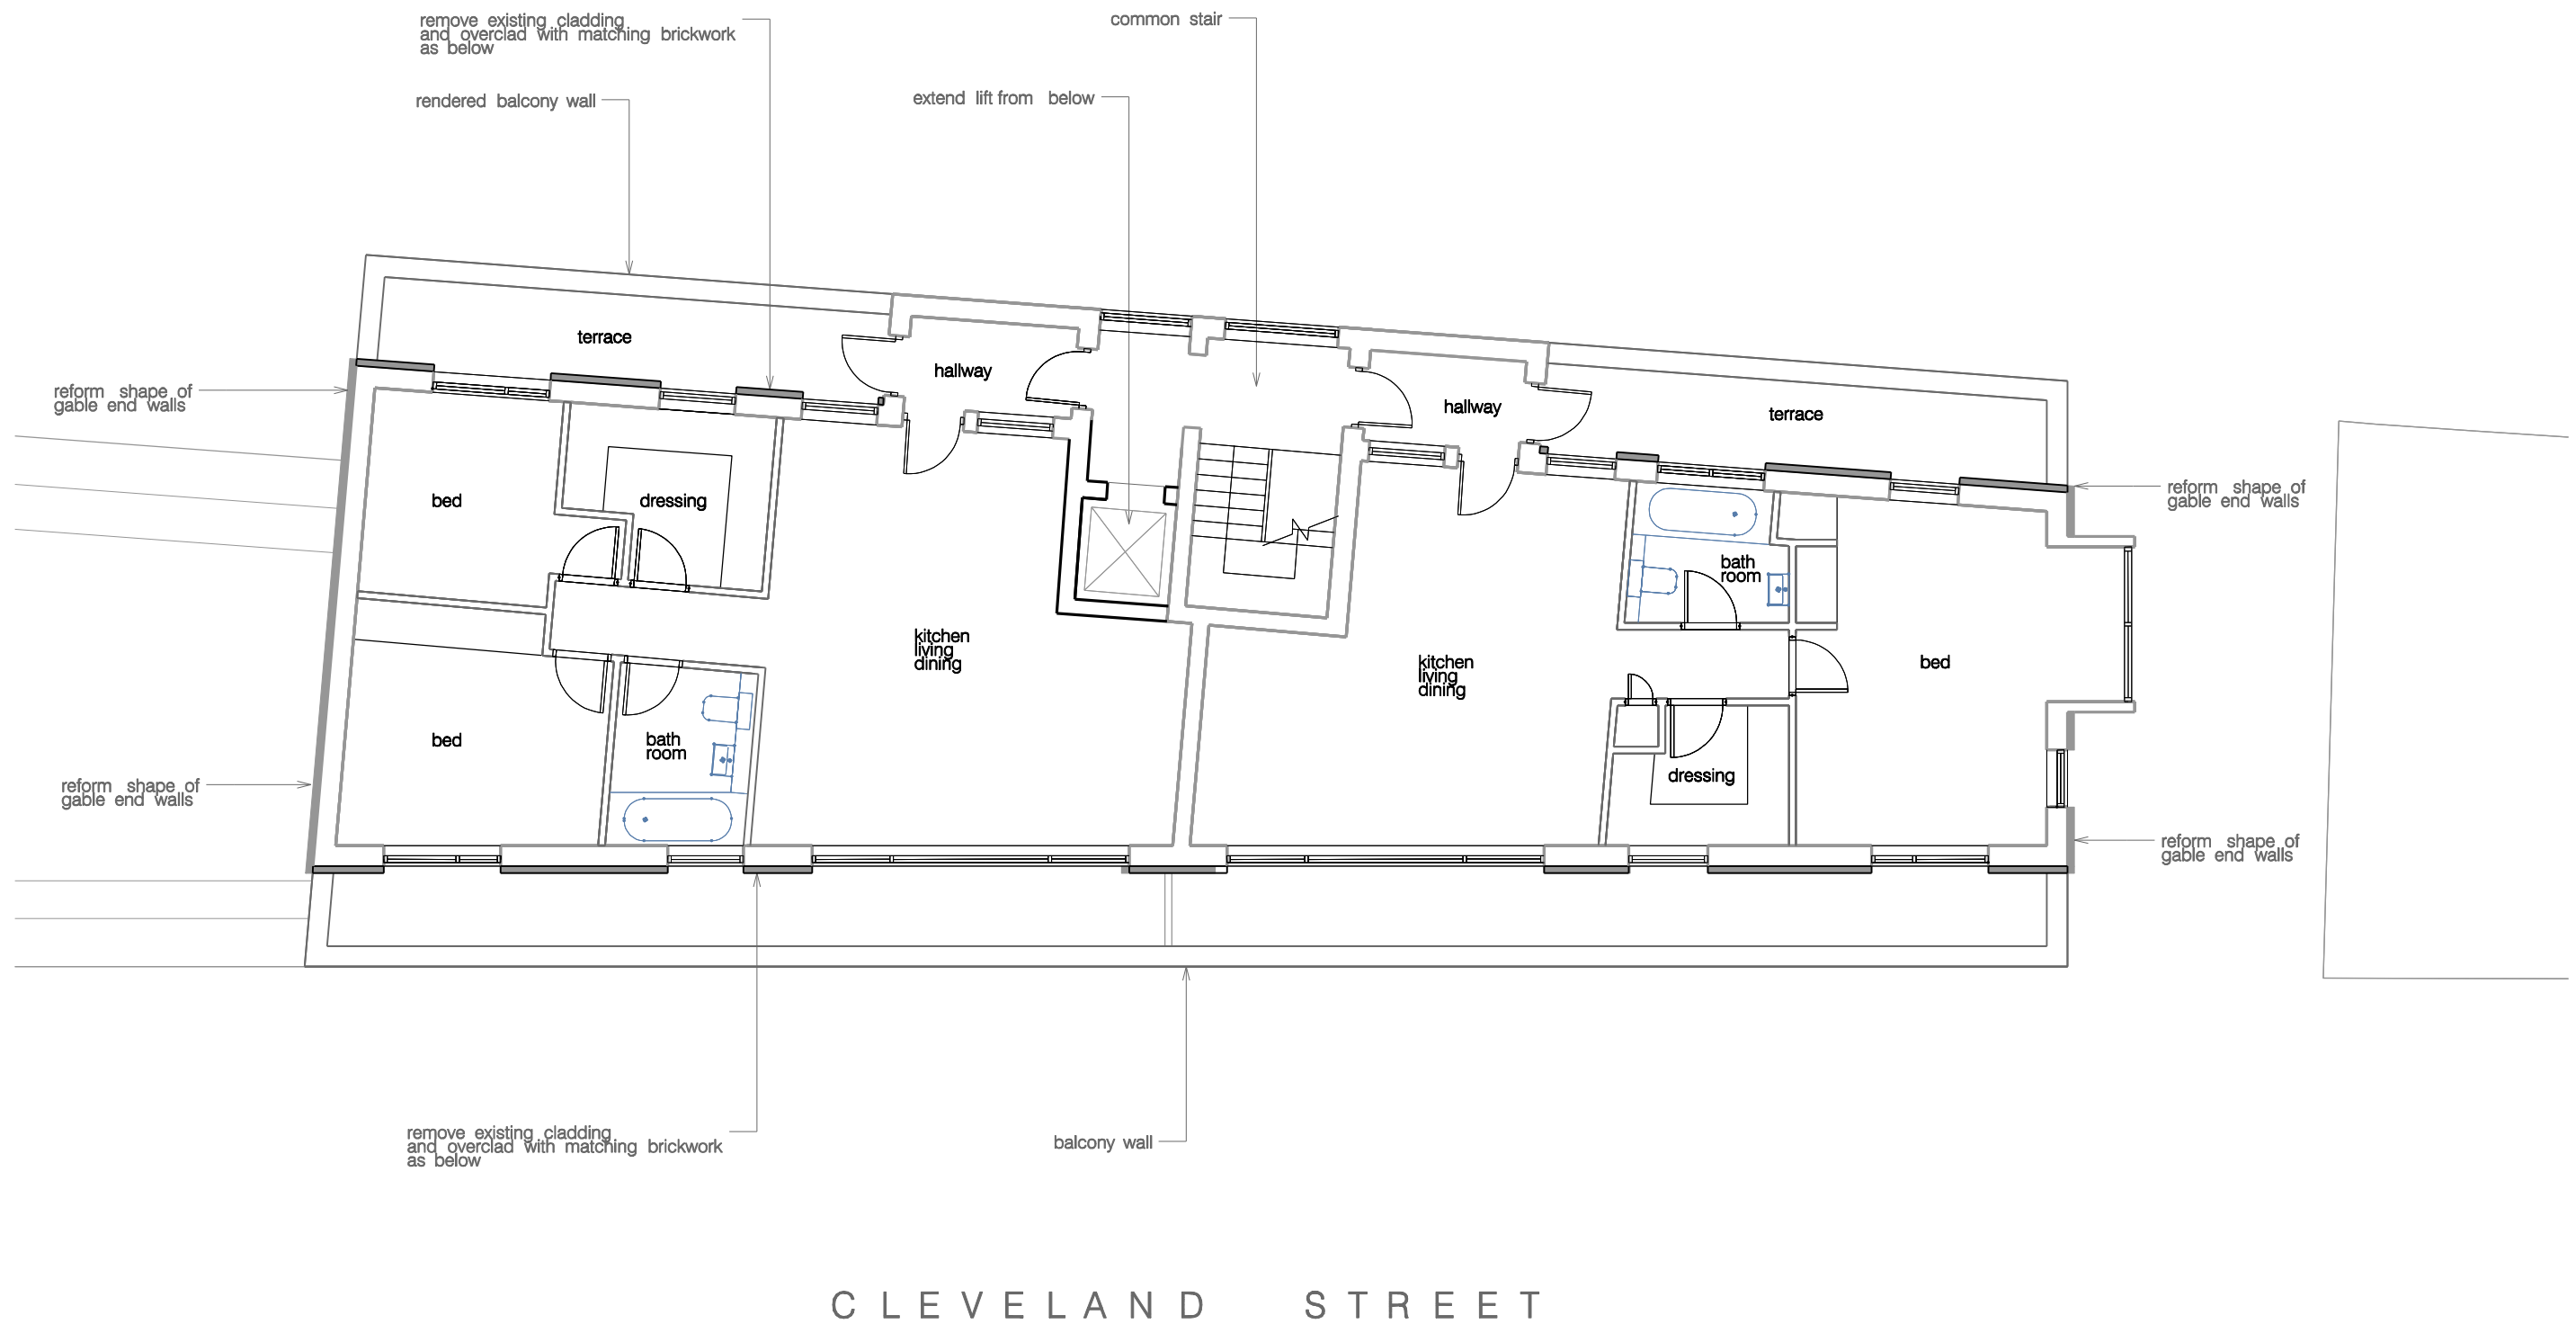 remove existing cladding
and overclad with matching brickwork
as below
common stair
rendered balcony wall
extend lift from below
terrace
hallway
reform shape of
gable end walls
hallway
terrace
bed
dressing
reform shape of
gable end walls
bath
room
kitchen
living
dining
kitchen
living
dining
bed
bed
bath
room
dressing
reform shape of
gable end walls
reform shape of
gable end walls
remove existing cladding
and overclad with matching brickwork
as below
balcony wall
CLEVELAND STREET